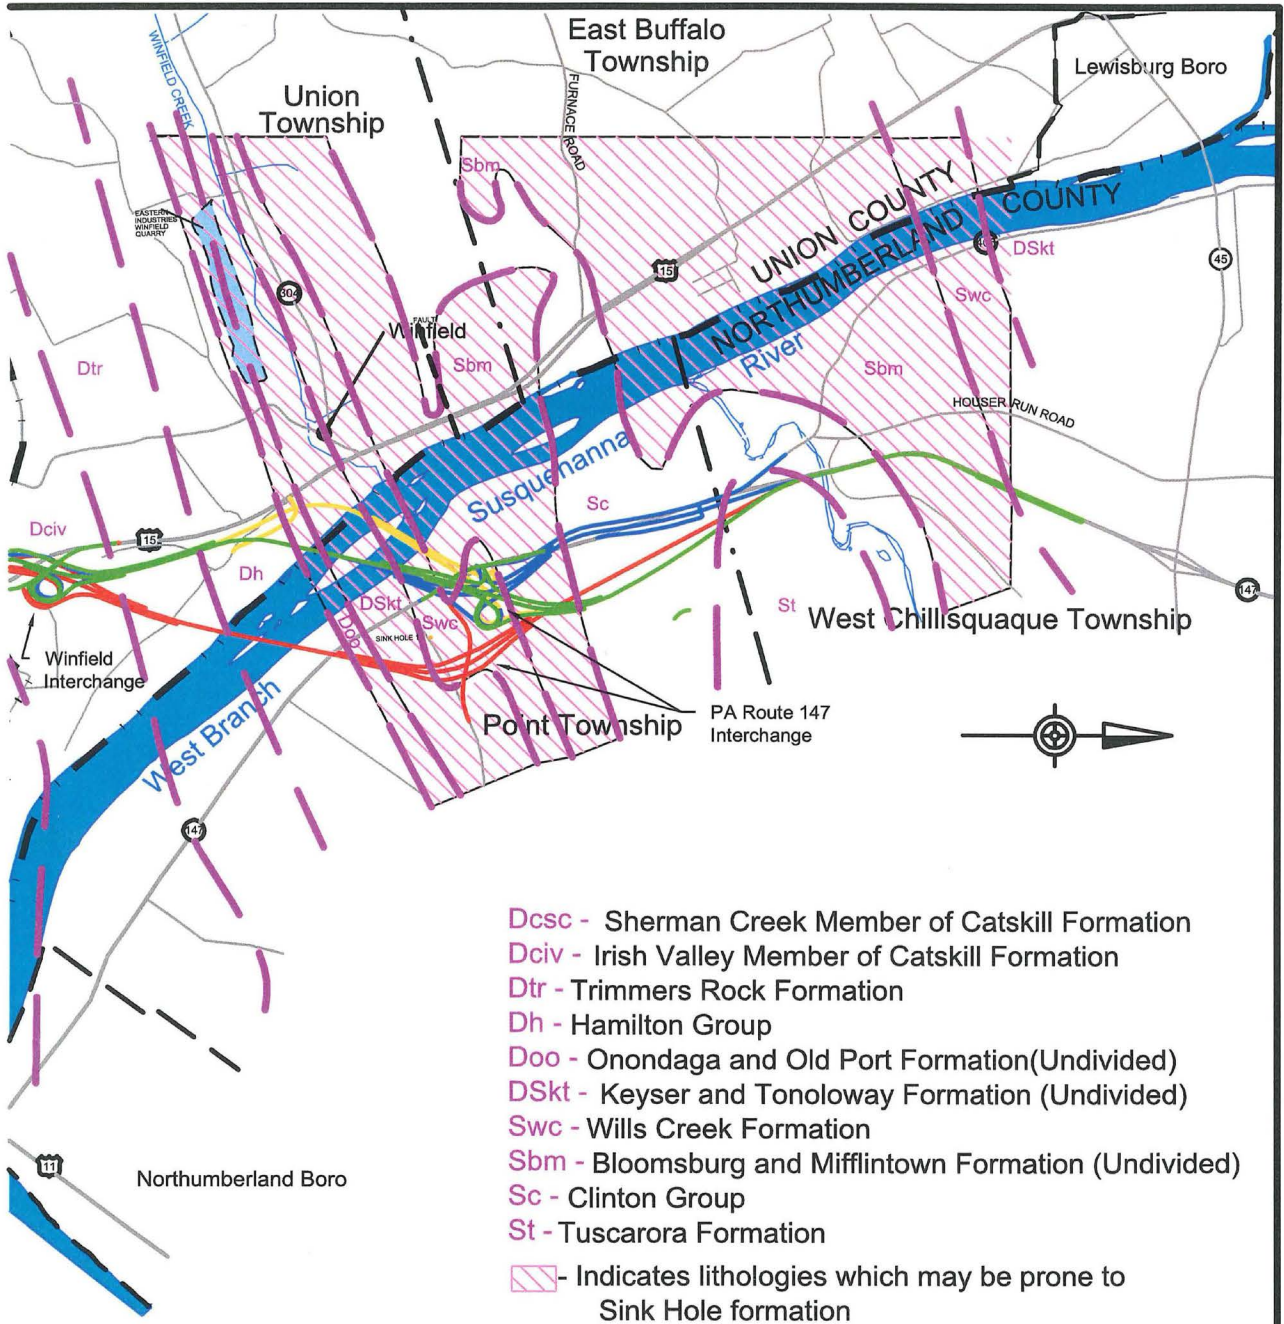 East Buffalo
Township
Lewisburg Boro
Union
Township
WINFIELD CREEK
FURNACE ROAD
Sbm
EASTERN
INDUSTRIES
WINFIELD
QUARRY
UNION COUNTY
NORTHUMBERLAND COUNTY
DSkt
45
15
304
Swc
FAULT
Winfield
Sbm
River
Sbm
Dtr
HOUSER RUN ROAD
Susquehanna
Sc
Dciv
15
Dh
147
DSkt
Swc
Doo
SINK HOLE
St
West Chillisquaque Township
Winfield
Interchange
West Branch
Point Township
PA Route 147
Interchange
147
Dcsc - Sherman Creek Member of Catskill Formation
Dciv - Irish Valley Member of Catskill Formation
Dtr - Trimmers Rock Formation
Dh - Hamilton Group
Doo - Onondaga and Old Port Formation(Undivided)
DSkt - Keyser and Tonoloway Formation (Undivided)
Swc - Wills Creek Formation
Sbm - Bloomsburg and Mifflintown Formation (Undivided)
Sc - Clinton Group
St - Tuscarora Formation
- Indicates lithologies which may be prone to
Sink Hole formation
11
Northumberland Boro